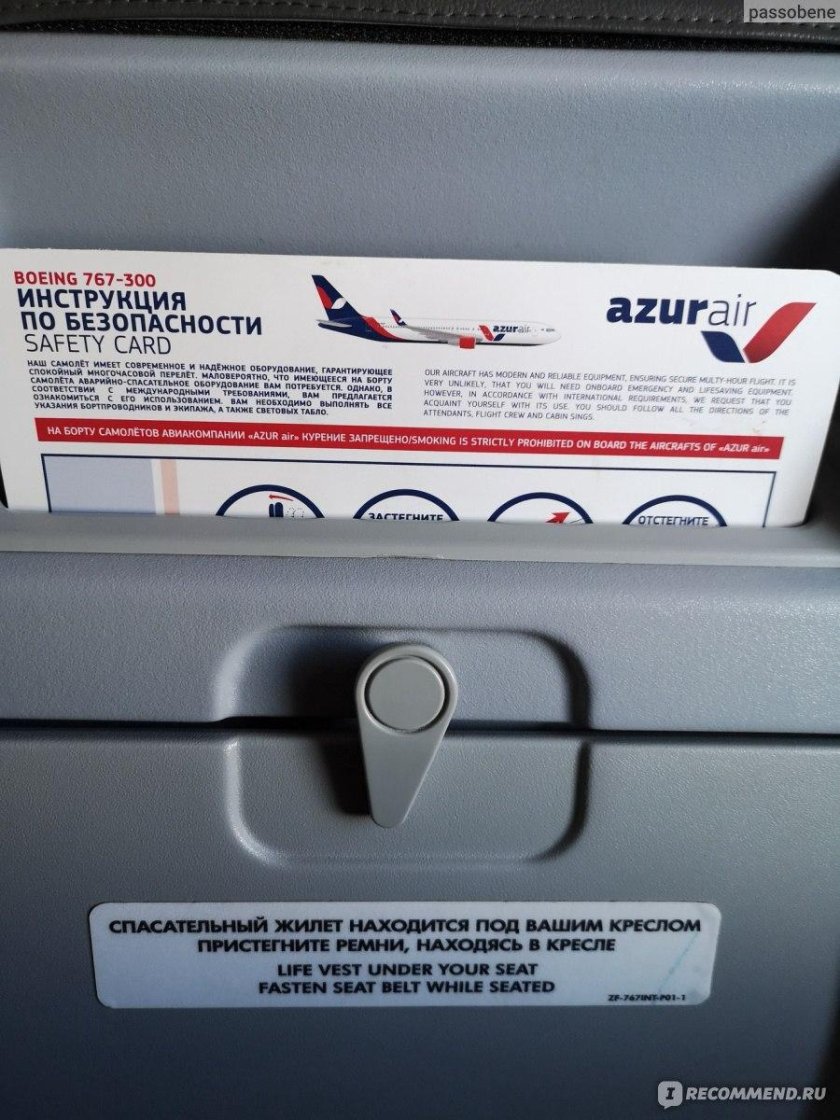 passobene
BOEING 767-300
ИНСТРУКЦИЯ
ПО БЕЗОПАСНОСТИ
SAFETY CARD
azurair
azurair
НАШ САМОЛЁТ ИМЕЕТ СОВРЕМЕННОЕ И НАДЁЖНОЕ ОБОРУДОВАНИЕ, ГАРАНТИРУЮЩЕЕ
СПОКОЙНЫЙ МНОГОЧАСОВОЙ ПЕРЕЛЁТ. МАЛОВЕРОЯТНО, ЧТО ИМЕЮЩЕЕСЯ НА БОРТУ
САМОЛЁТА АВАРИЙНО-СПАСАТЕЛЬНОЕ ОБОРУДОВАНИЕ ВАМ ПОТРЕБУЕТСЯ. ОДНАКО, В
СООТВЕТСТВИИ С МЕЖДУНАРОДНЫМИ ТРЕБОВАНИЯМИ, ВАМ ПРЕДЛАГАЕТСЯ
ОЗНАКОМИТЬСЯ С ЕГО ИСПОЛЬЗОВАНИЕМ. ВАМ НЕОБХОДИМО ВЫПОЛНЯТЬ ВСЕ
УКАЗАНИЯ БОРТПРОВОДНИКОВ И ЭКИПАЖА, А ТАКЖЕ СВЕТОВЫХ ТАБЛО.
OUR AIRCRAFT HAS MODERN AND RELIABLE EQUIPMENT, ENSURING SECURE MULTY-HOUR FLIGHT. IT IS
VERY UNLIKELY, THAT YOU WILL NEED ONBOARD EMERGENCY AND LIFESAVING EQUIPMENT.
HOWEVER, IN ACCORDANCE WITH INTERNATIONAL REQUIREMENTS, WE REQUEST THAT YOU
ACQUAINT YOURSELF WITH ITS USE. YOU SHOULD FOLLOW ALL THE DIRECTIONS OF THE
ATTENDANTS, FLIGHT CREW AND CABIN SINGS.
НА БОРТУ САМОЛЁТОВ АВИАКОМПАНИИ «AZUR air» КУРЕНИЕ ЗАПРЕЩЕНО/SMOKING IS STRICTLY PROHIBITED ON BOARD THE AIRCRAFTS OF «AZUR air»
ЗАСТЕГНИТЕ
ОТСТЕГНИТЕ
СПАСАТЕЛЬНЫЙ ЖИЛЕТ НАХОДИТСЯ ПОД ВАШИМ КРЕСЛОМ
ПРИСТЕГНИТЕ РЕМНИ, НАХОДЯСЬ В КРЕСЛЕ
LIFE VEST UNDER YOUR SEAT
FASTEN SEAT BELT WHILE SEATED
ZF-767INT-P01-1
IRECOMMEND.RU